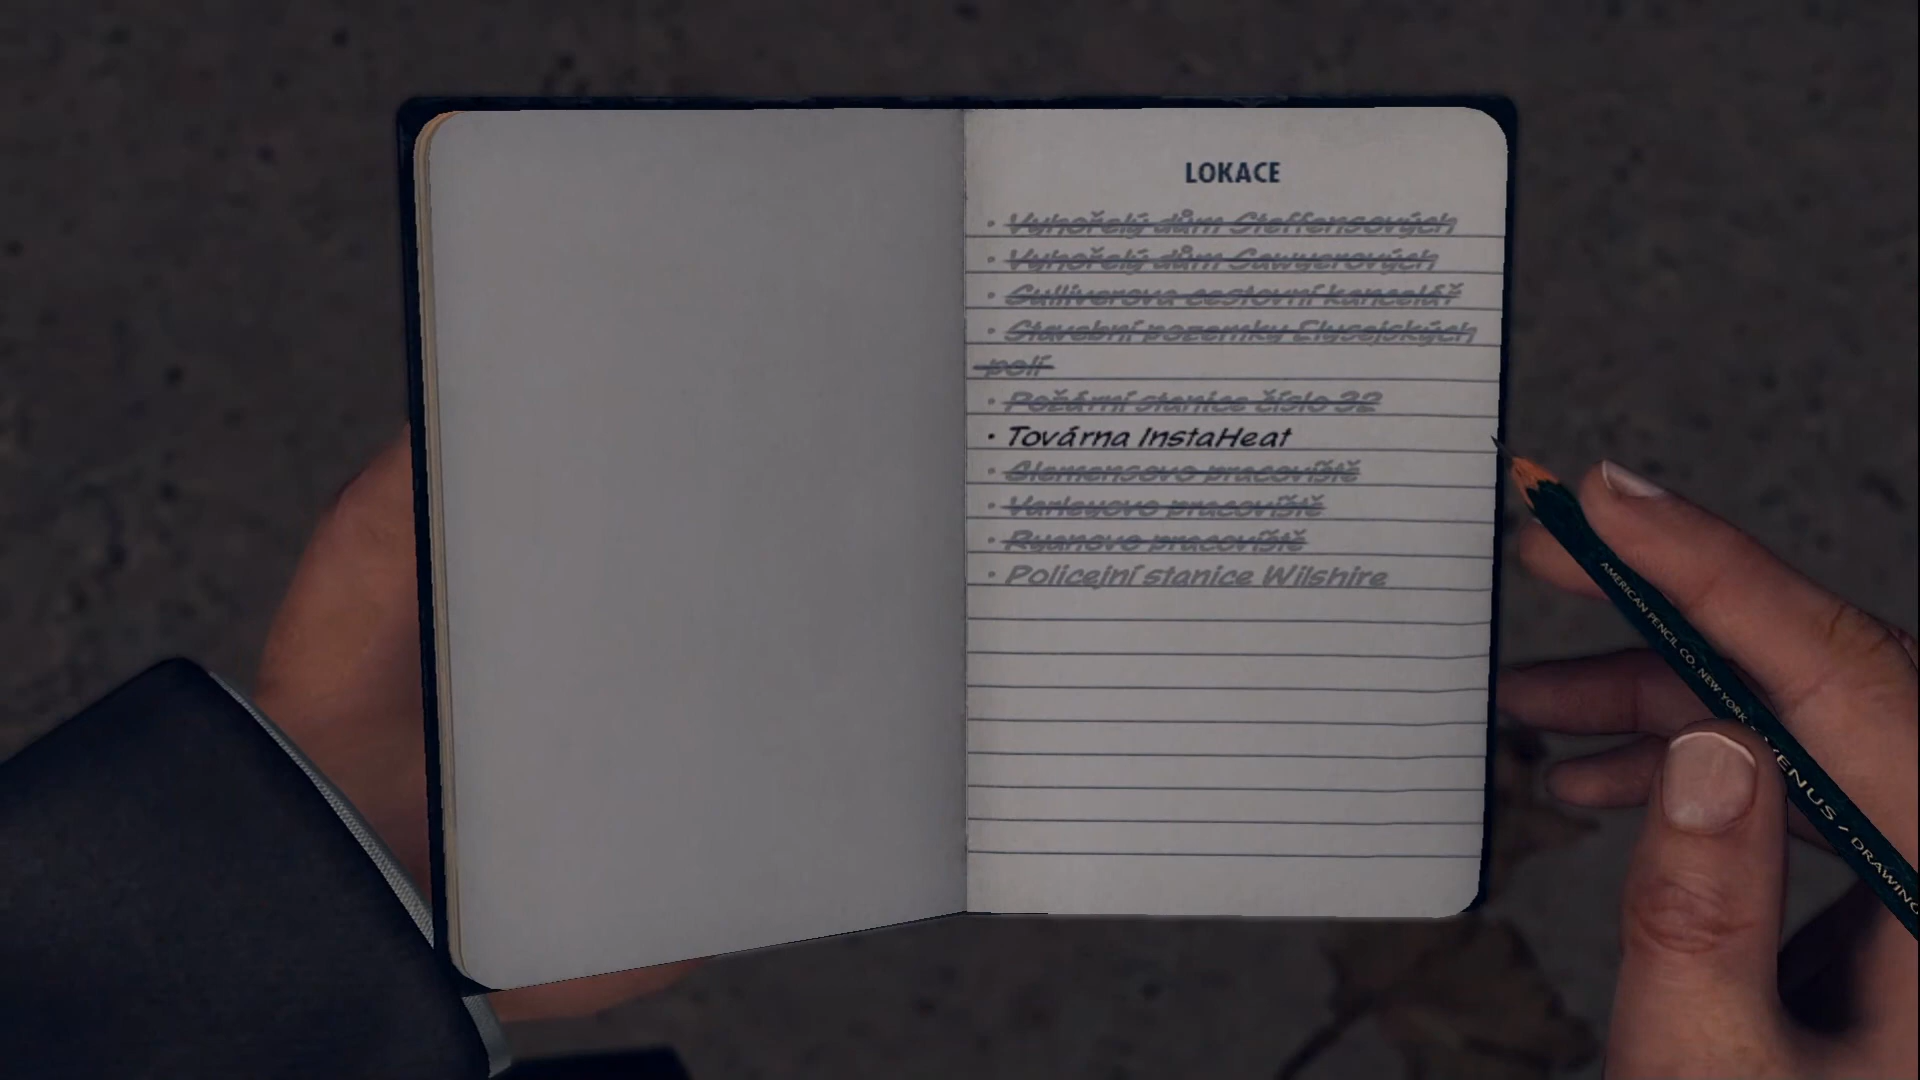 LOKACE
• Vyhořelý dům Steffensových
• Vyhořelý dům Sawyerových
• Gulliverova cestovní kancelář
• Stavební pozemky Elysejských
polí
• Požární stanice číslo 32
• Továrna InstaHeat
• Clemensovo pracoviště
• Varleyovo pracoviště
• Ryanovo pracoviště
• Policejní stanice Wilshire
AMERICAN PENCIL CO. NEW YORK VENUS / DRAWING